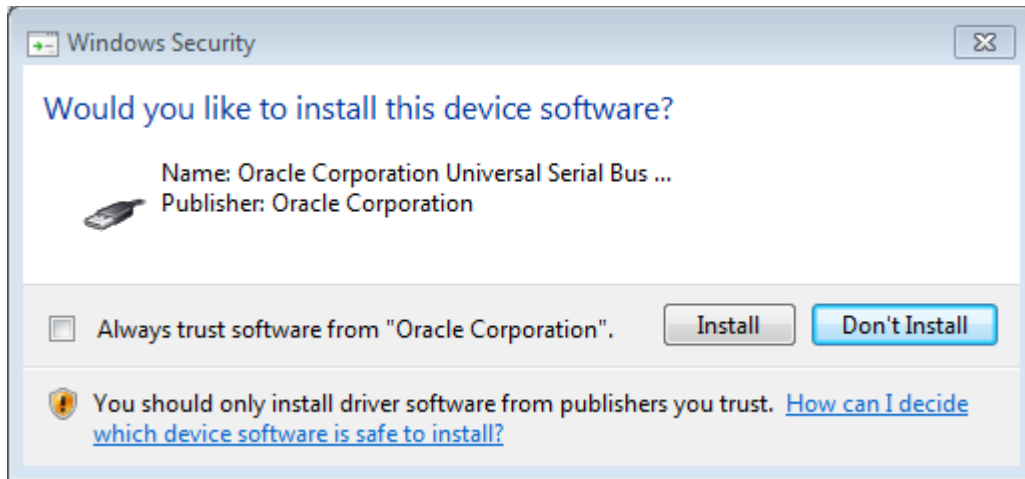 Windows Security
Would you like to install this device software?
Name: Oracle Corporation Universal Serial Bus ...
Publisher: Oracle Corporation
Always trust software from "Oracle Corporation".
Install
Don't Install
You should only install driver software from publishers you trust. How can I decide
which device software is safe to install?